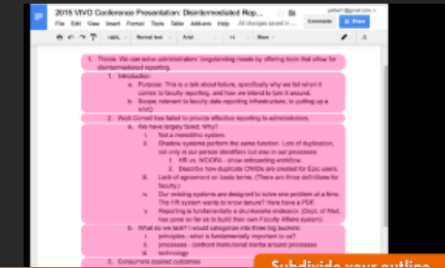 2015 VIVO Conference Presentation: Disintermediated Rep...
File Edit View Insert Format Tools Table Add-ons Help All changes saved in ...
Comments
Share
Normal text
Arial
1. Thesis: We can solve administrators' longstanding needs by offering tools that allow for
disintermediated reporting.
1. Introduction
a. Purpose: This is a talk about failure, specifically why we fail when it
comes to faculty reporting, and how we intend to turn it around.
b. Scope: relevant to faculty data reporting infrastructure, to putting up a
VIVO
2. Weill Cornell has failed to provide effective reporting to administrators.
a. We have largely failed. Why?
i. Not a monolithic system.
ii. Shadow systems perform the same function. Lots of duplication,
not only in our person identifiers but also in our processes
1. HR vs. WOOFA - show onboarding workflow
2. Describe how duplicate CWIDs are created for Epic users.
iii. Lack of agreement on basic terms. (There are three definitions for
faculty.)
iv. Our existing systems are designed to solve one problem at a time.
The HR system wants to know tenure? Here have a PDF.
v. Reporting is fundamentally a
endeavor. (Dept. of Med.
has gone so far as to build their own Faculty Affairs system)
b. What do we lack? I would categorize into three big buckets:
i. principles - what is fundamentally important to us?
ii. processes - confront institutional inertia around processes
iii. technology
3. Consumers desired outcomes
Subdivide your outline